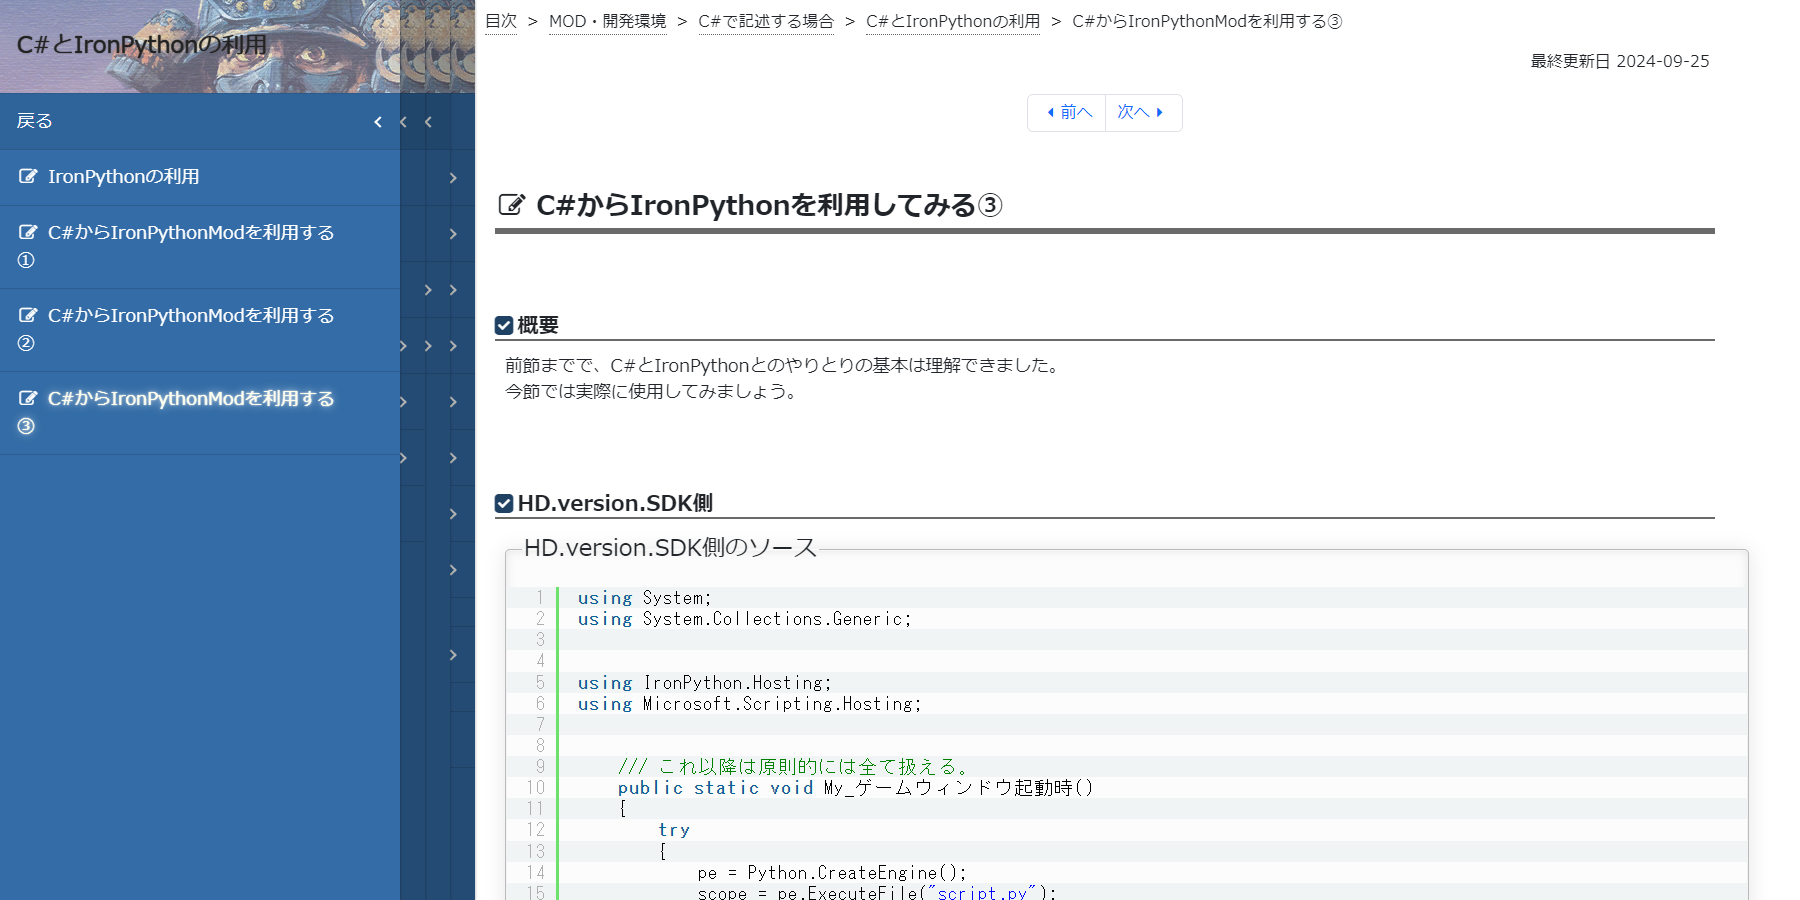 C#とIronPythonの利用
戻る
IronPythonの利用
C#からIronPythonModを利用する
①
C#からIronPythonModを利用する
②
C#からIronPythonModを利用する
③
目次 > MOD・開発環境 > C#で記述する場合 > C#とIronPythonの利用 > C#からIronPythonModを利用する③
最終更新日 2024-09-25
前へ 次へ
C#からIronPythonを利用してみる③
概要
前節までで、C#とIronPythonとのやりとりの基本は理解できました。
今節では実際に使用してみましょう。
HD.version.SDK側
HD.version.SDK側のソース
1 using System;
2 using System.Collections.Generic;
3
4
5 using IronPython.Hosting;
6 using Microsoft.Scripting.Hosting;
7
8
9 /// これ以降は原則的には全て扱える。
10 public static void My_ゲームウィンドウ起動時()
11 {
12 try
13 {
14 pe = Python.CreateEngine();
15 scope = pe.ExecuteFile("script.py");